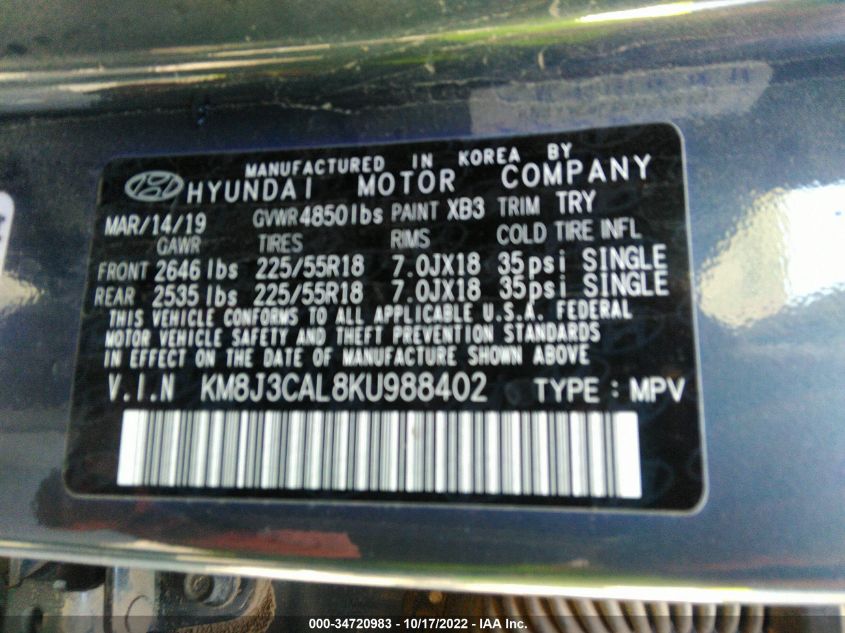 MANUFACTURED IN KOREA BY
HYUNDAI MOTOR COMPANY
MAR/14/19 GVWR 4850 lbs PAINT XB3 TRIM TRY
GAWR TIRES RIMS COLD TIRE INFL
FRONT 2646 lbs 225/55R18 7.0JX18 35psi SINGLE
REAR 2535 lbs 225/55R18 7.0JX18 35psi SINGLE
THIS VEHICLE CONFORMS TO ALL APPLICABLE U.S.A. FEDERAL
MOTOR VEHICLE SAFETY AND THEFT PREVENTION STANDARDS
IN EFFECT ON THE DATE OF MANUFACTURE SHOWN ABOVE
V.I.N KM8J3CAL8KU988402 TYPE : MPV
000-34720983 - 10/17/2022 - IAA Inc.